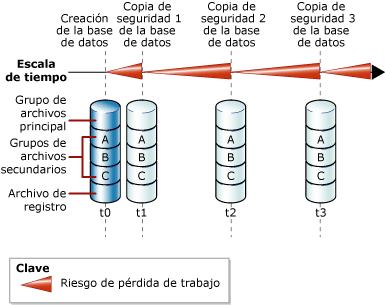 Creación
de la base
de datos
Copia de
seguridad 1
de la base
de datos
Copia de
seguridad 2
de la base
de datos
Copia de
seguridad 3
de la base
de datos
Escala
de tiempo
Grupo de
archivos
principal
Grupos de
archivos
secundarios
Archivo de
registro
A
B
C
A
B
C
A
B
C
A
B
C
t0
t1
t2
t3
Clave
Riesgo de pérdida de trabajo